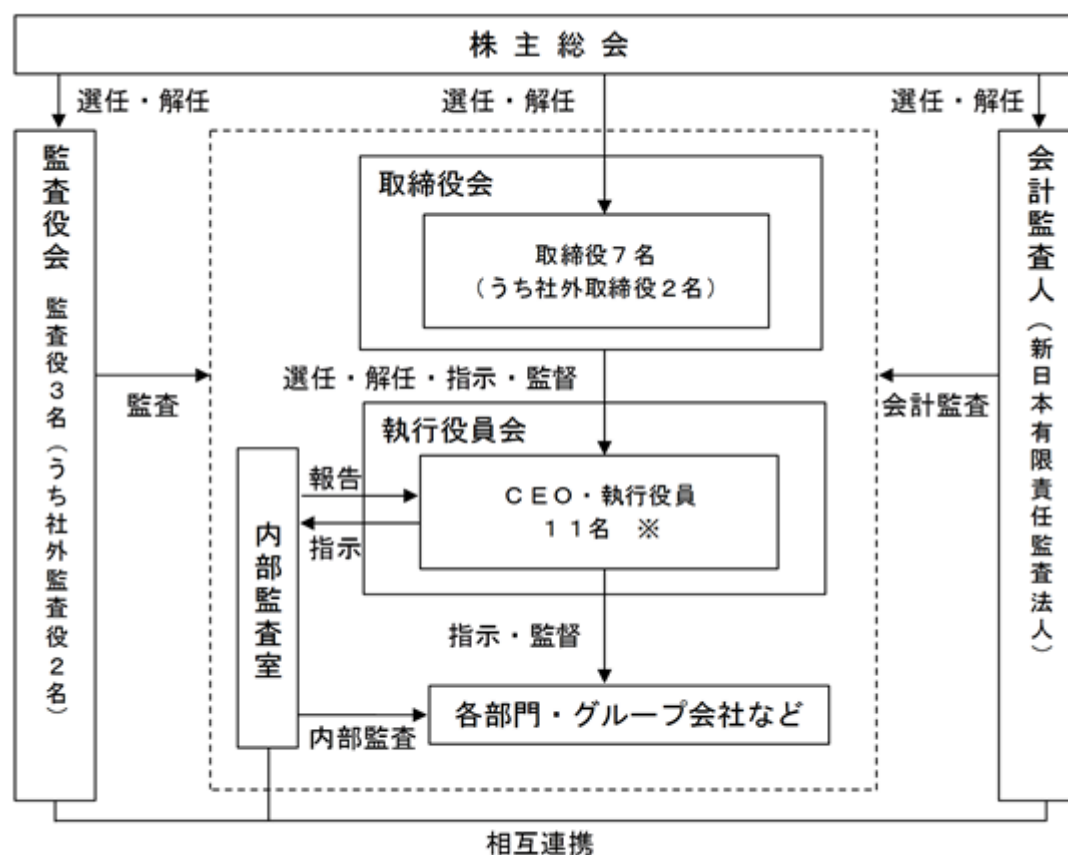 株 主 総 会
選任・解任
選任・解任
選任・解任
監査役会 監査役3名（うち社外監査役2名）
取締役会
取締役7名
（うち社外取締役2名）
会計監査人（新日本有限責任監査法人）
監査
選任・解任・指示・監督
会計監査
執行役員会
報告
CEO・執行役員
11名 ※
指示
内部監査室
指示・監督
各部門・グループ会社など
内部監査
相互連携